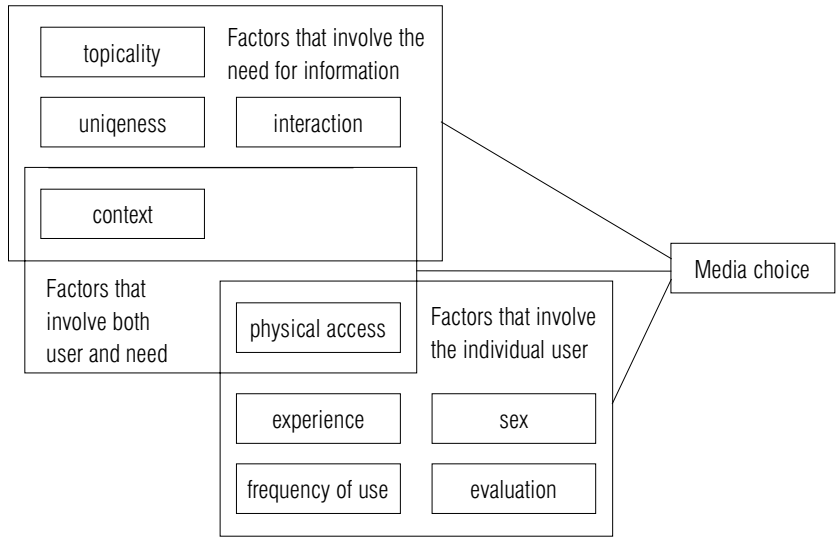 topicality
Factors that involve the
need for information
uniqeness
interaction
context
Factors that
involve both
user and need
physical access
Factors that involve
the individual user
experience
sex
frequency of use
evaluation
Media choice